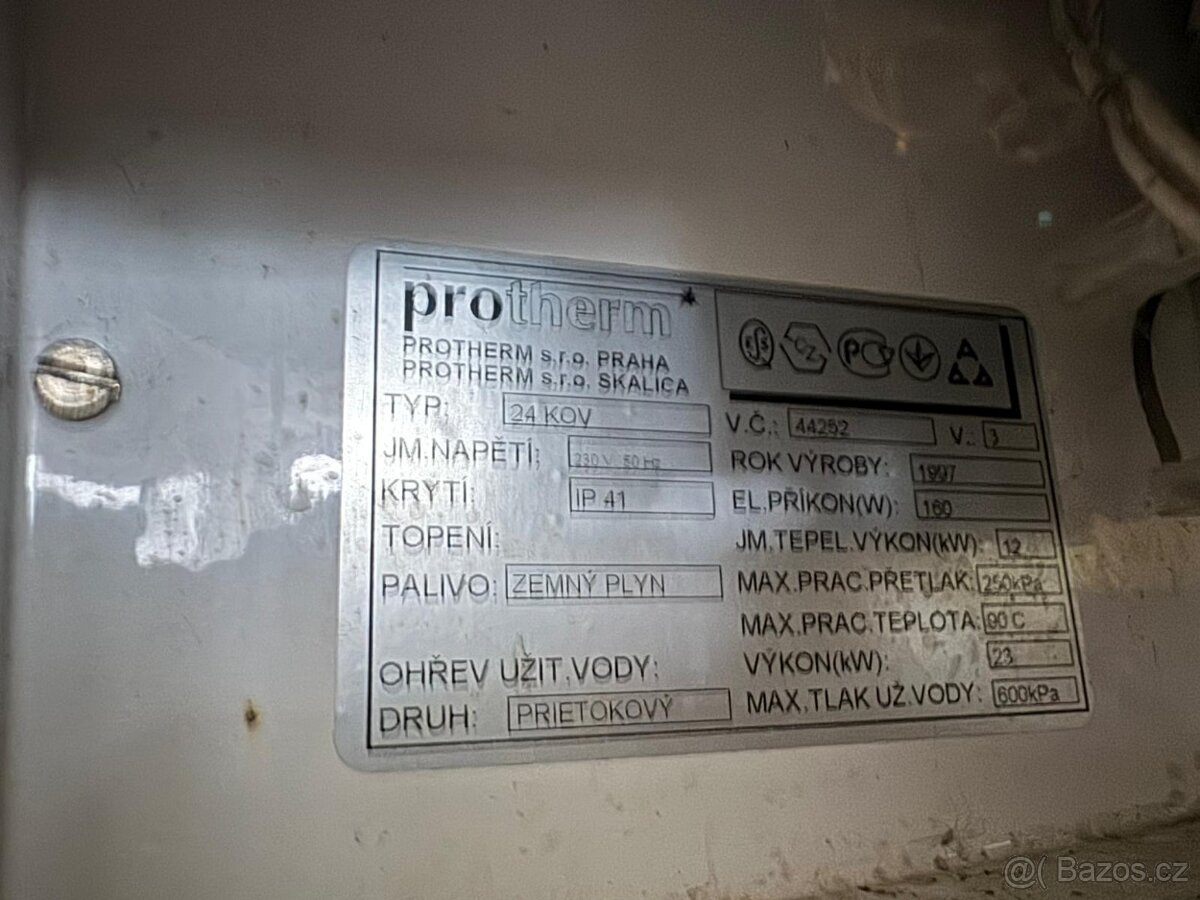 protherm
PROTHERM s.r.o. PRAHA
PROTHERM s.r.o. SKALICA
TYP: 24 KOV
JM.NAPĚTÍ: 230 V 50 Hz
KRYTÍ: IP 41
TOPENÍ:
PALIVO: ZEMNÝ PLYN
OHŘEV UŽIT.VODY:
DRUH: PRIETOKOVÝ
CZ
V.Č.: 44252 V.: 3
ROK VÝROBY: 1997
EL.PŘÍKON(W): 160
JM.TEPEL.VÝKON(kW): 12
MAX.PRAC.PŘETLAK: 250kPa
MAX.PRAC.TEPLOTA: 90 C
VÝKON(kW): 23
MAX.TLAK UŽ.VODY: 600kPa
@( Bazos.cz